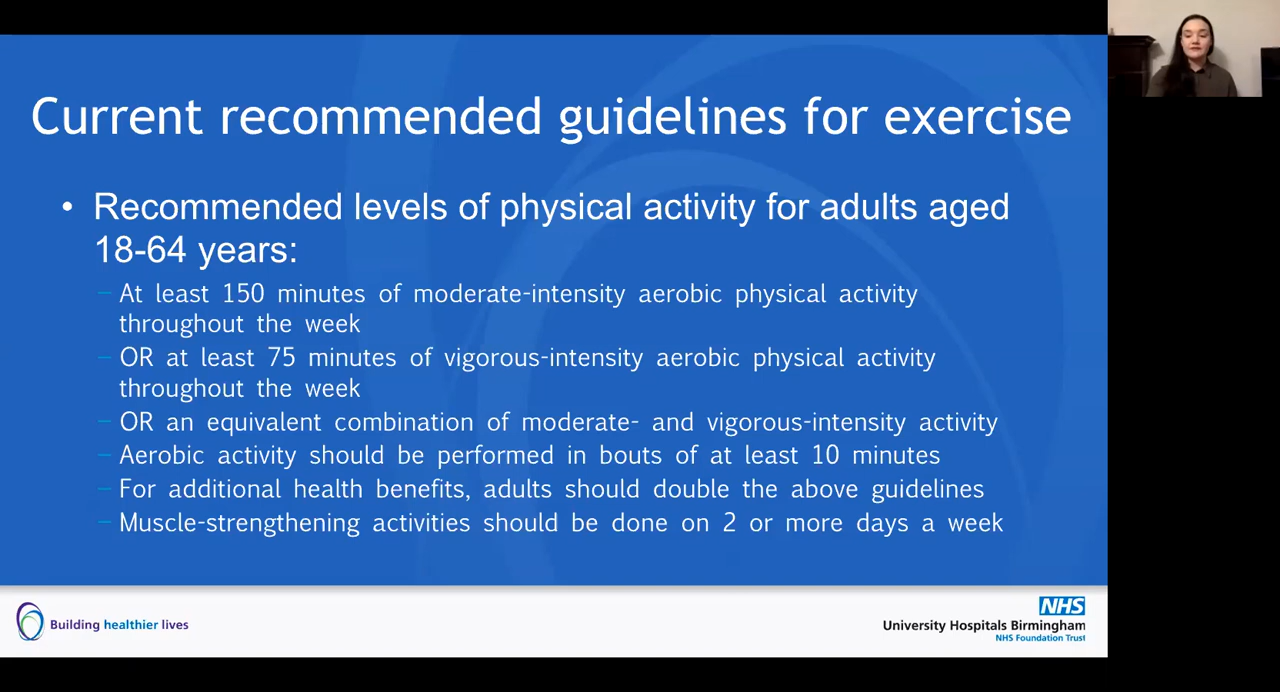 Current recommended guidelines for exercise
• Recommended levels of physical activity for adults aged
18-64 years:
– At least 150 minutes of moderate-intensity aerobic physical activity
throughout the week
– OR at least 75 minutes of vigorous-intensity aerobic physical activity
throughout the week
– OR an equivalent combination of moderate- and vigorous-intensity activity
– Aerobic activity should be performed in bouts of at least 10 minutes
– For additional health benefits, adults should double the above guidelines
– Muscle-strengthening activities should be done on 2 or more days a week
Building healthier lives
NHS
University Hospitals Birmingham
NHS Foundation Trust